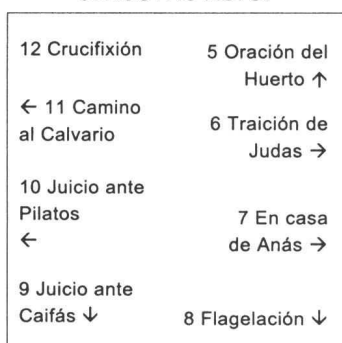 12 Crucifixión
← 11 Camino
al Calvario
10 Juicio ante
Pilatos
←
9 Juicio ante
Caifás ↓
5 Oración del
Huerto ↑
6 Traición de
Judas →
7 En casa
de Anás →
8 Flagelación ↓